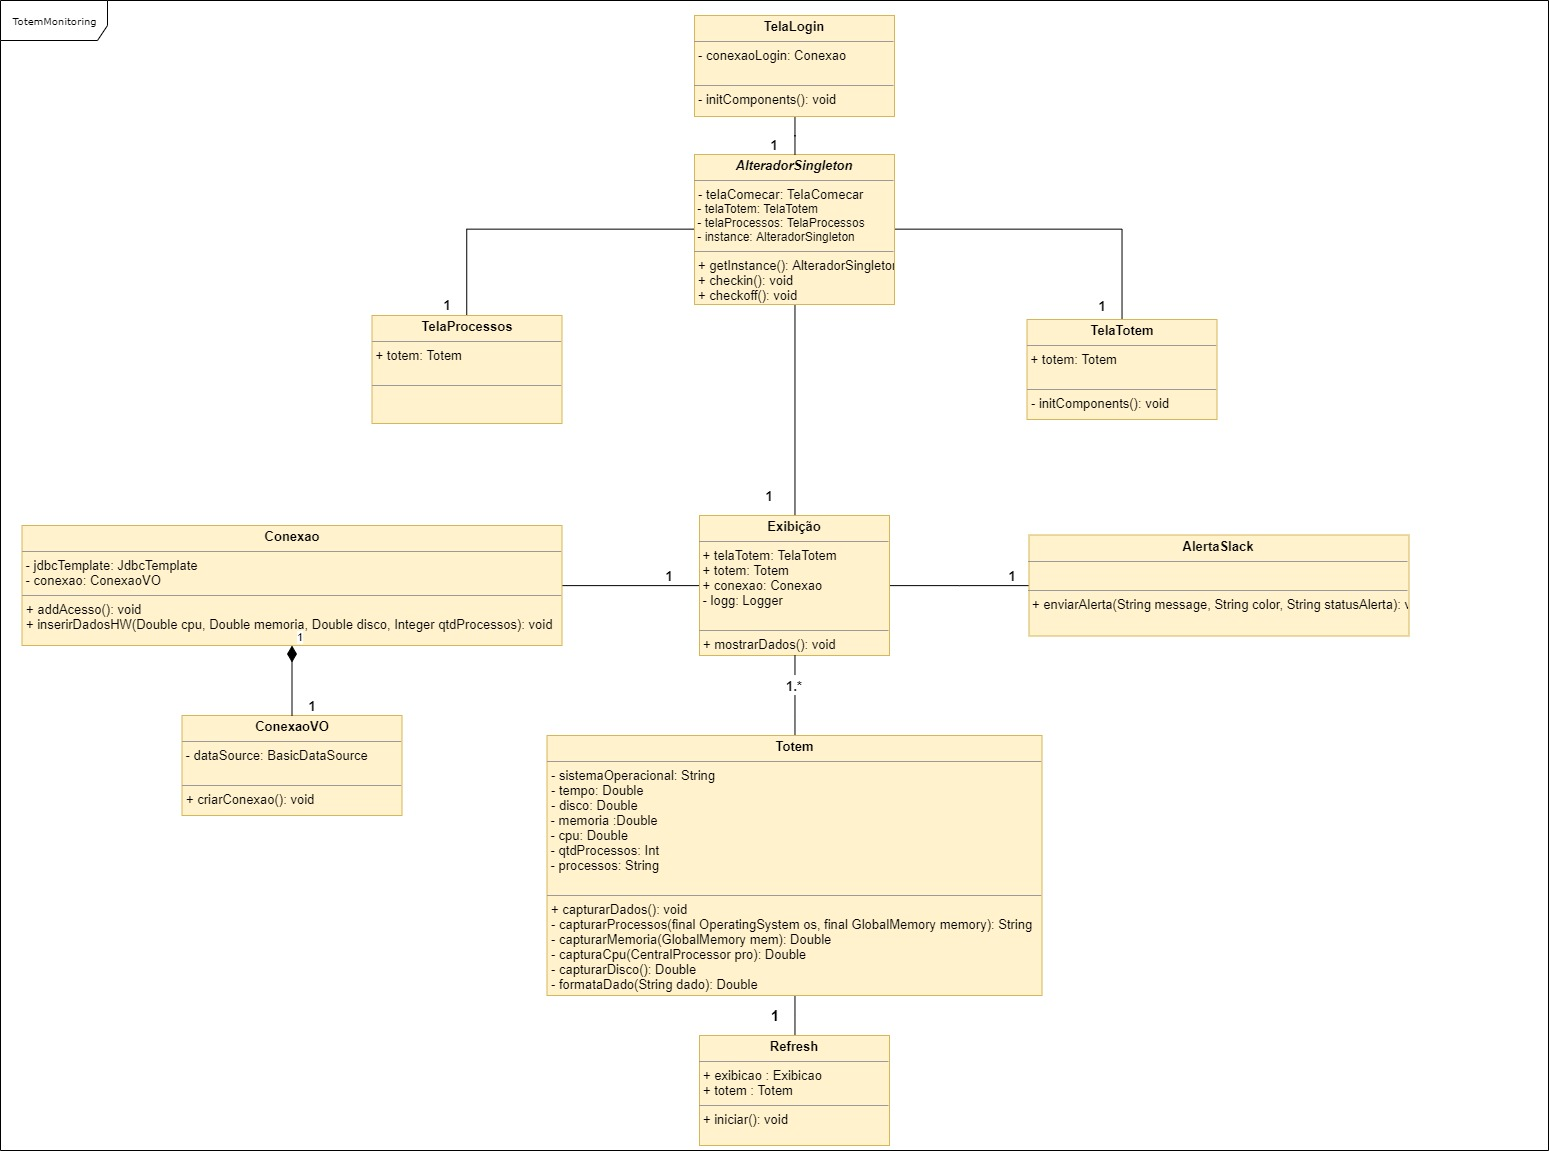 TotemMonitoring
TelaLogin
- conexaoLogin: Conexao
- initComponents(): void
1
AlteradorSingleton
- telaComecar: TelaComecar
- telaTotem: TelaTotem
- telaProcessos: TelaProcessos
- instance: AlteradorSingleton
+ getInstance(): AlteradorSingleton
+ checkin(): void
+ checkoff(): void
1
TelaProcessos
+ totem: Totem
1
TelaTotem
+ totem: Totem
- initComponents(): void
1
Conexao
- jdbcTemplate: JdbcTemplate
- conexao: ConexaoVO
+ addAcesso(): void
+ inserirDadosHW(Double cpu, Double memoria, Double disco, Integer qtdProcessos): void
1
1
Exibição
+ telaTotem: TelaTotem
+ totem: Totem
+ conexao: Conexao
- logg: Logger
+ mostrarDados(): void
1
AlertaSlack
+ enviarAlerta(String message, String color, String statusAlerta): v
1
ConexaoVO
- dataSource: BasicDataSource
+ criarConexao(): void
1.*
Totem
- sistemaOperacional: String
- tempo: Double
- disco: Double
- memoria :Double
- cpu: Double
- qtdProcessos: Int
- processos: String
+ capturarDados(): void
- capturarProcessos(final OperatingSystem os, final GlobalMemory memory): String
- capturarMemoria(GlobalMemory mem): Double
- capturaCpu(CentralProcessor pro): Double
- capturarDisco(): Double
- formataDado(String dado): Double
1
Refresh
+ exibicao : Exibicao
+ totem : Totem
+ iniciar(): void